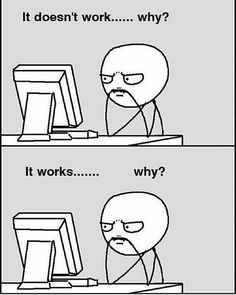 It doesn't work...... why?
It works....... why?